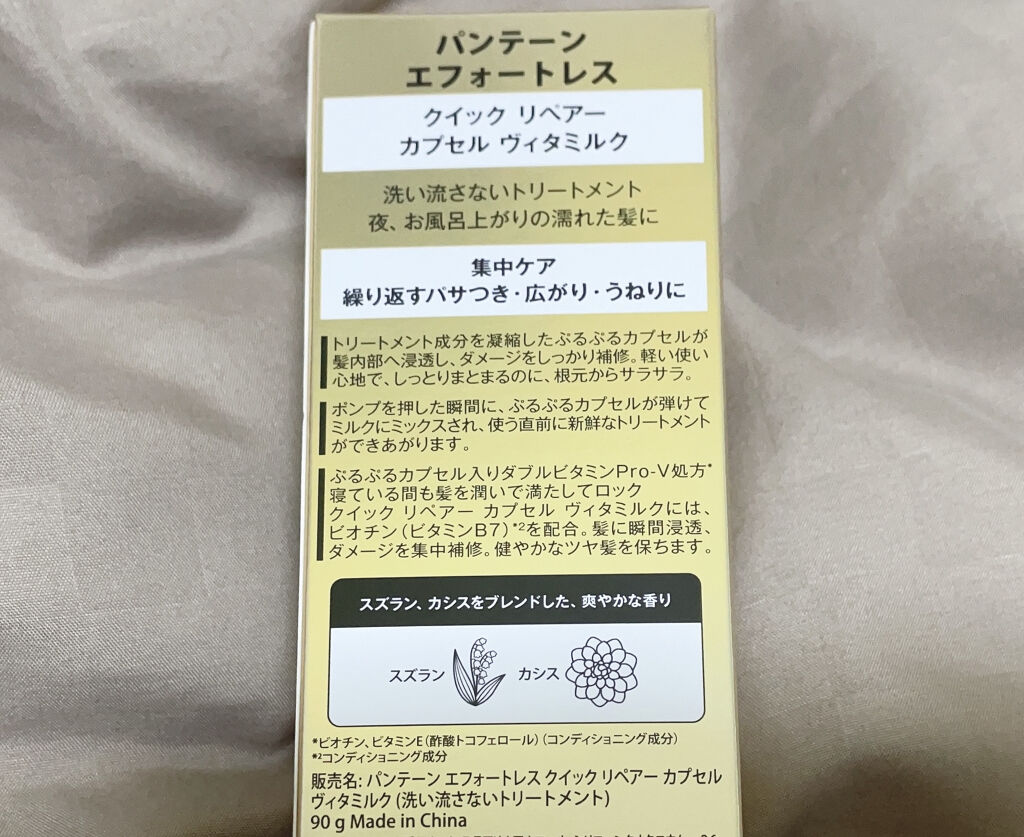 パンテーン
エフォートレス
クイック リペアー
カプセル ヴィタミルク
洗い流さないトリートメント
夜、お風呂上がりの濡れた髪に
集中ケア
繰り返すパサつき・広がり・うねりに
トリートメント成分を凝縮したぷるぷるカプセルが
髪内部へ浸透し、ダメージをしっかり補修。軽い使い
心地で、しっとりまとまるのに、根元からサラサラ。
ポンプを押した瞬間に、ぷるぷるカプセルが弾けて
ミルクにミックスされ、使う直前に新鮮なトリートメント
ができあがります。
ぷるぷるカプセル入りダブルビタミンPro-V処方*
寝ている間も髪を潤いで満たしてロック
クイック リペアー カプセル ヴィタミルクには、
ビオチン(ビタミンB7)*2を配合。髪に瞬間浸透、
ダメージを集中補修。健やかなツヤ髪を保ちます。
スズラン、カシスをブレンドした、爽やかな香り
スズラン カシス
*ビオチン、ビタミンE(酢酸トコフェロール)(コンディショニング成分)
*2コンディショニング成分
販売名: パンテーン エフォートレス クイック リペアー カプセル
ヴィタミルク (洗い流さないトリートメント)
90 g Made in China